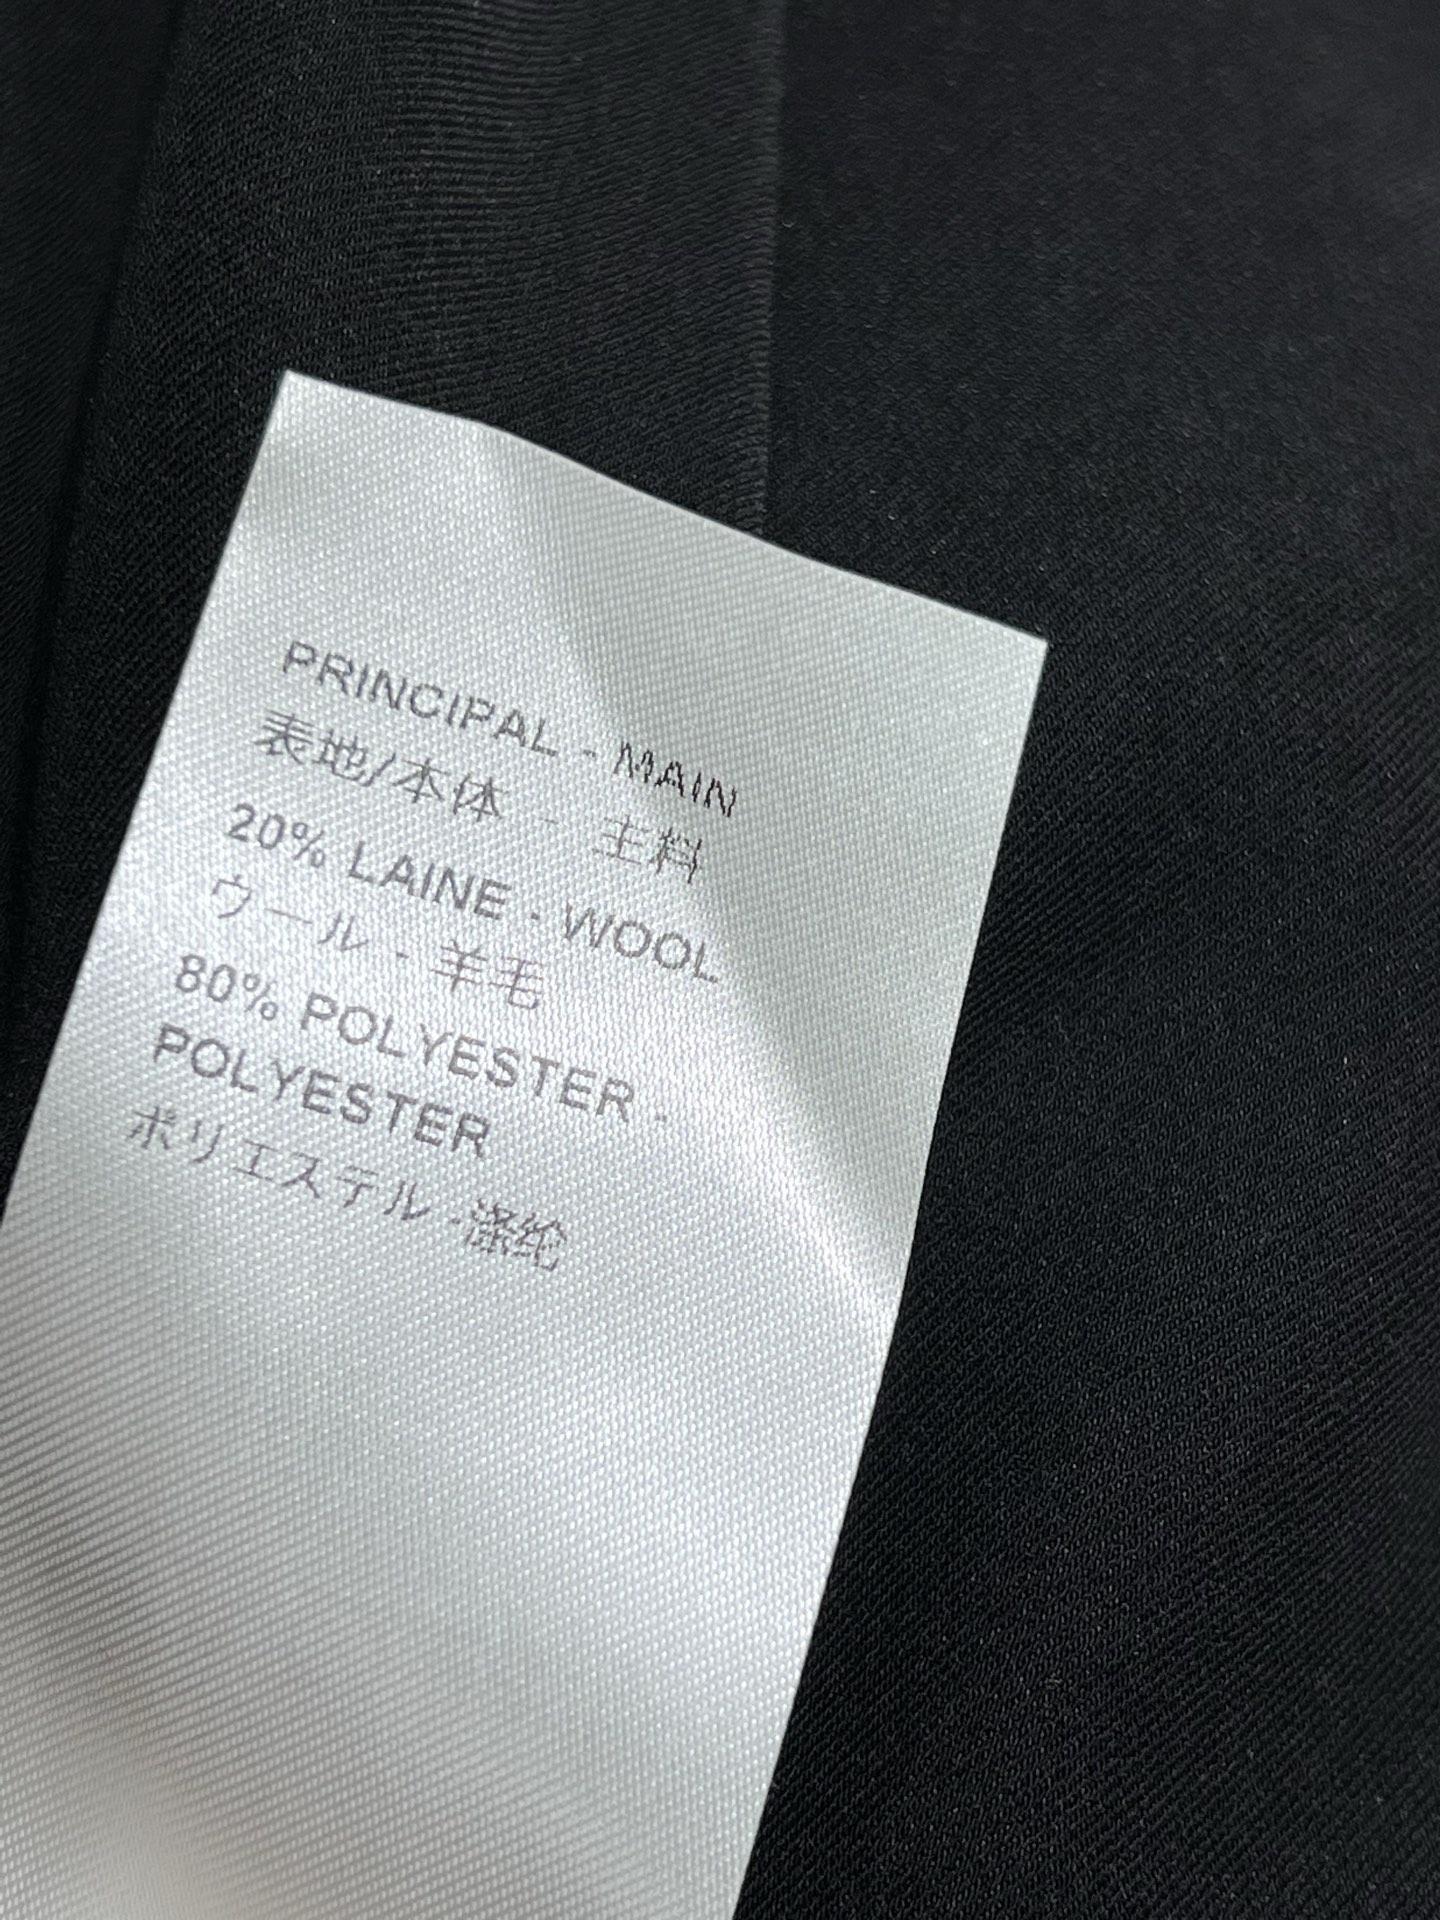 PRINCIPAL - MAIN
表地/本体 - 主料
20% LAINE - WOOL
ウール - 羊毛
80% POLYESTER -
POLYESTER
ポリエステル -涤纶